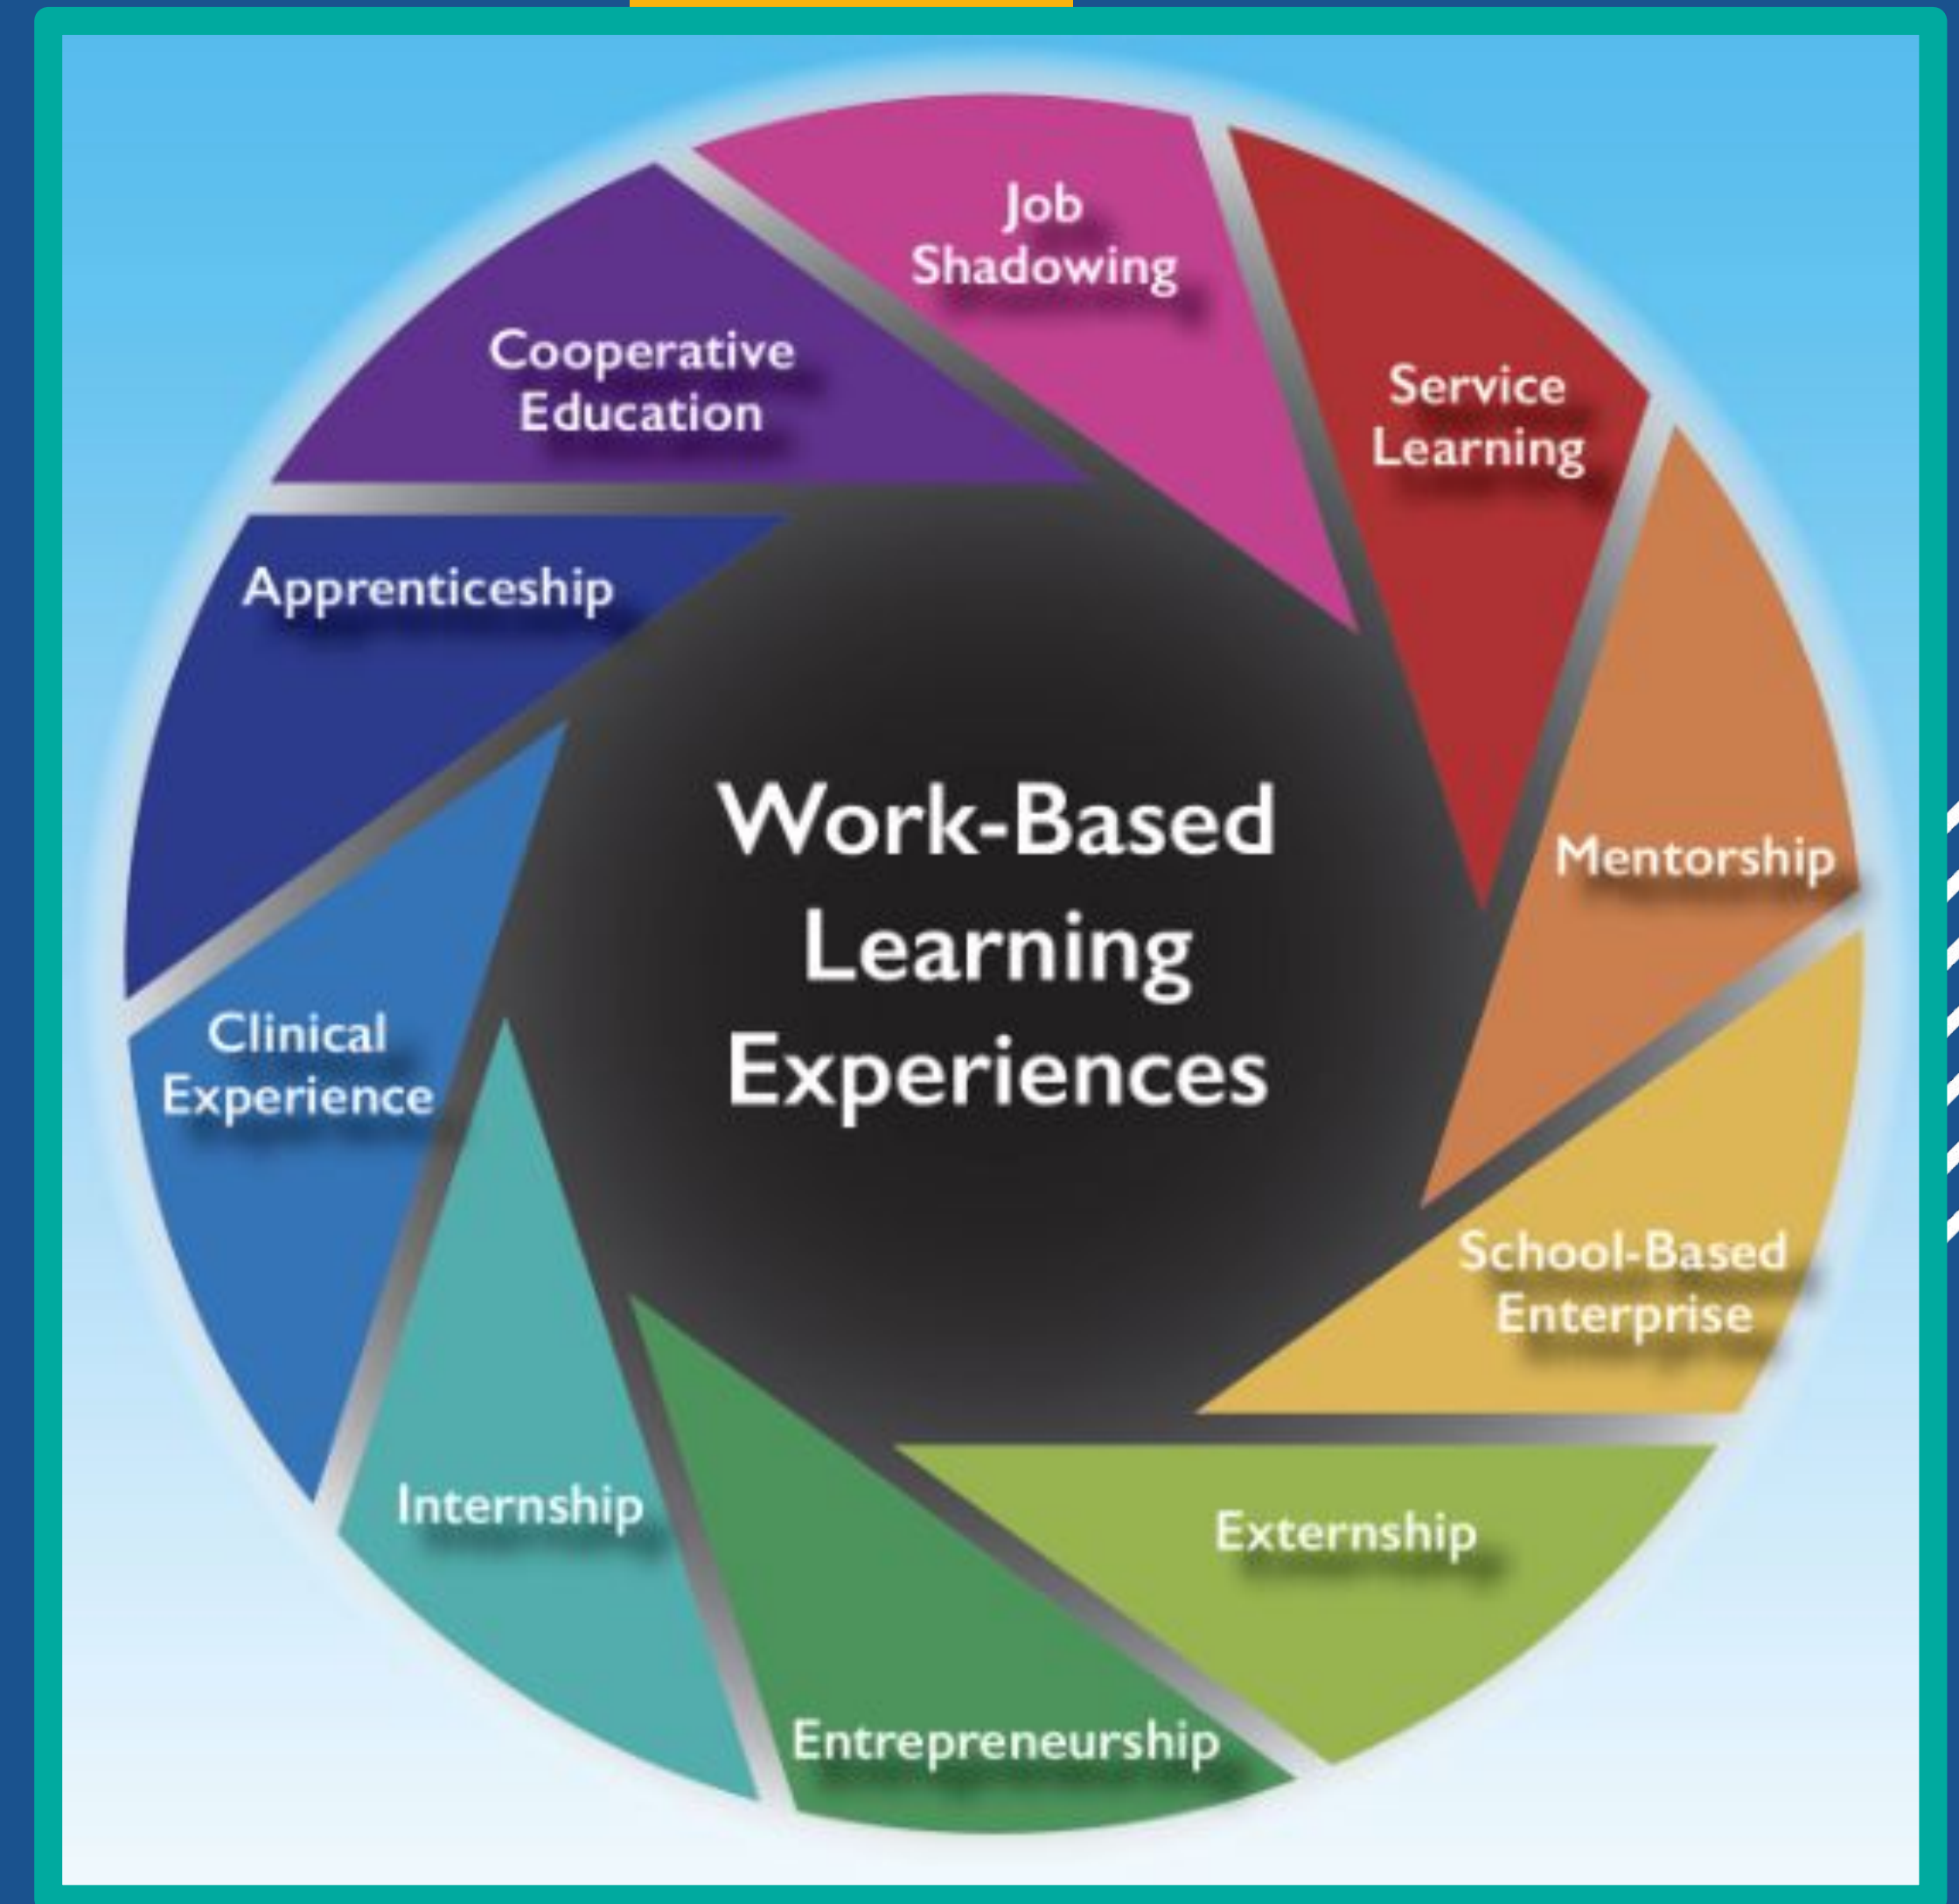 Job
Shadowing
Service
Learning
Mentorship
School-Based
Enterprise
Externship
Entrepreneurship
Internship
Clinical
Experience
Apprenticeship
Cooperative
Education
Work-Based
Learning
Experiences